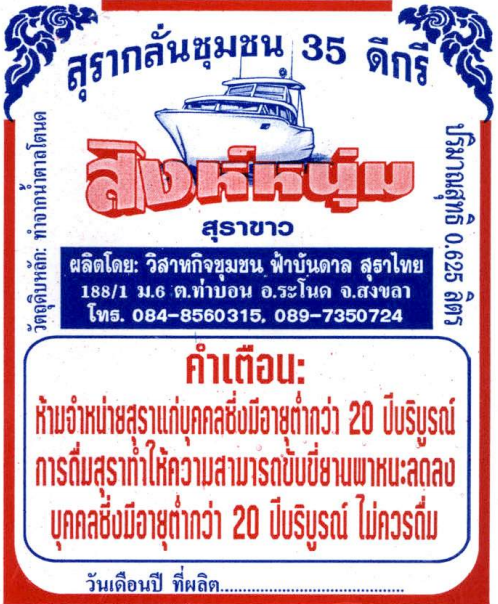 สุรากลั่นชุมชน 35 ดีกรี
สิงห์หนุ่ม
สุราขาว
วัตถุดิบหลัก: ทำจากน้ำตาลโตนด
ปริมาณสุทธิ 0.625 ลิตร
ผลิตโดย: วิสาหกิจชุมชน ฟ้าบันดาล สุราไทย
188/1 ม.6 ต.ท่าบอน อ.ระโนด จ.สงขลา
โทร. 084-8560315, 089-7350724
คำเตือน:
ห้ามจำหน่ายสุราแก่บุคคลซึ่งมีอายุต่ำกว่า 20 ปีบริบูรณ์
การดื่มสุราทำให้ความสามารถขับขี่ยานพาหนะลดลง
บุคคลซึ่งมีอายุต่ำกว่า 20 ปีบริบูรณ์ ไม่ควรดื่ม
วันเดือนปี ที่ผลิต........................................